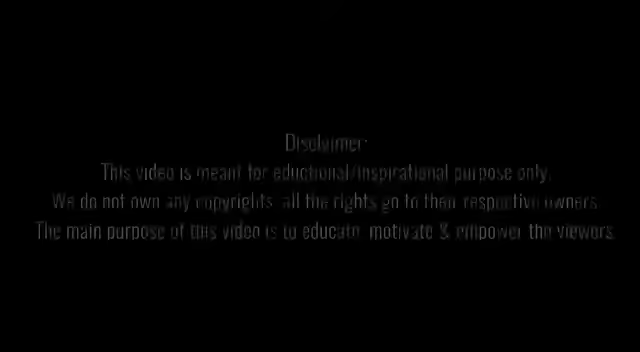 Disclaimer:
This video is meant for eductional/inspirational purpose only.
We do not own any copyrights, all the rights go to their respective owners.
The main purpose of this video is to educate, motivate & empower the viewers.